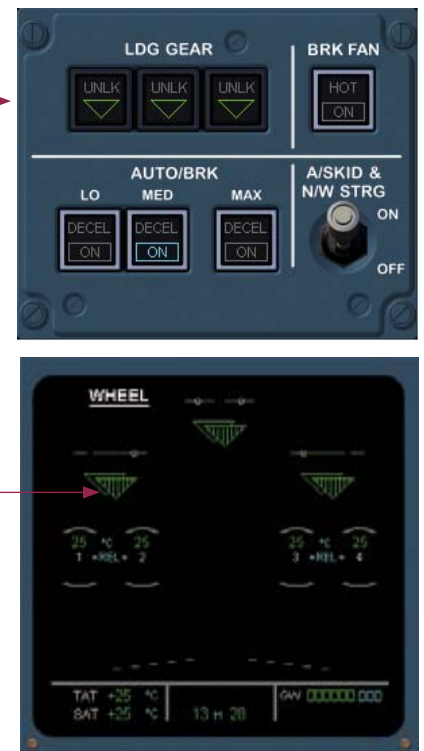 LDG GEAR
BRK FAN
UNLK UNLK UNLK
HOT
ON
AUTO/BRK
A/SKID &
N/W STRG
LO MED MAX
ON
DECEL DECEL DECEL
ON ON ON
OFF
WHEEL
25 °C 25
1 •REL• 2
25 °C 25
3 •REL• 4
TAT +25 °C
SAT +25 °C
13 H 28
GW